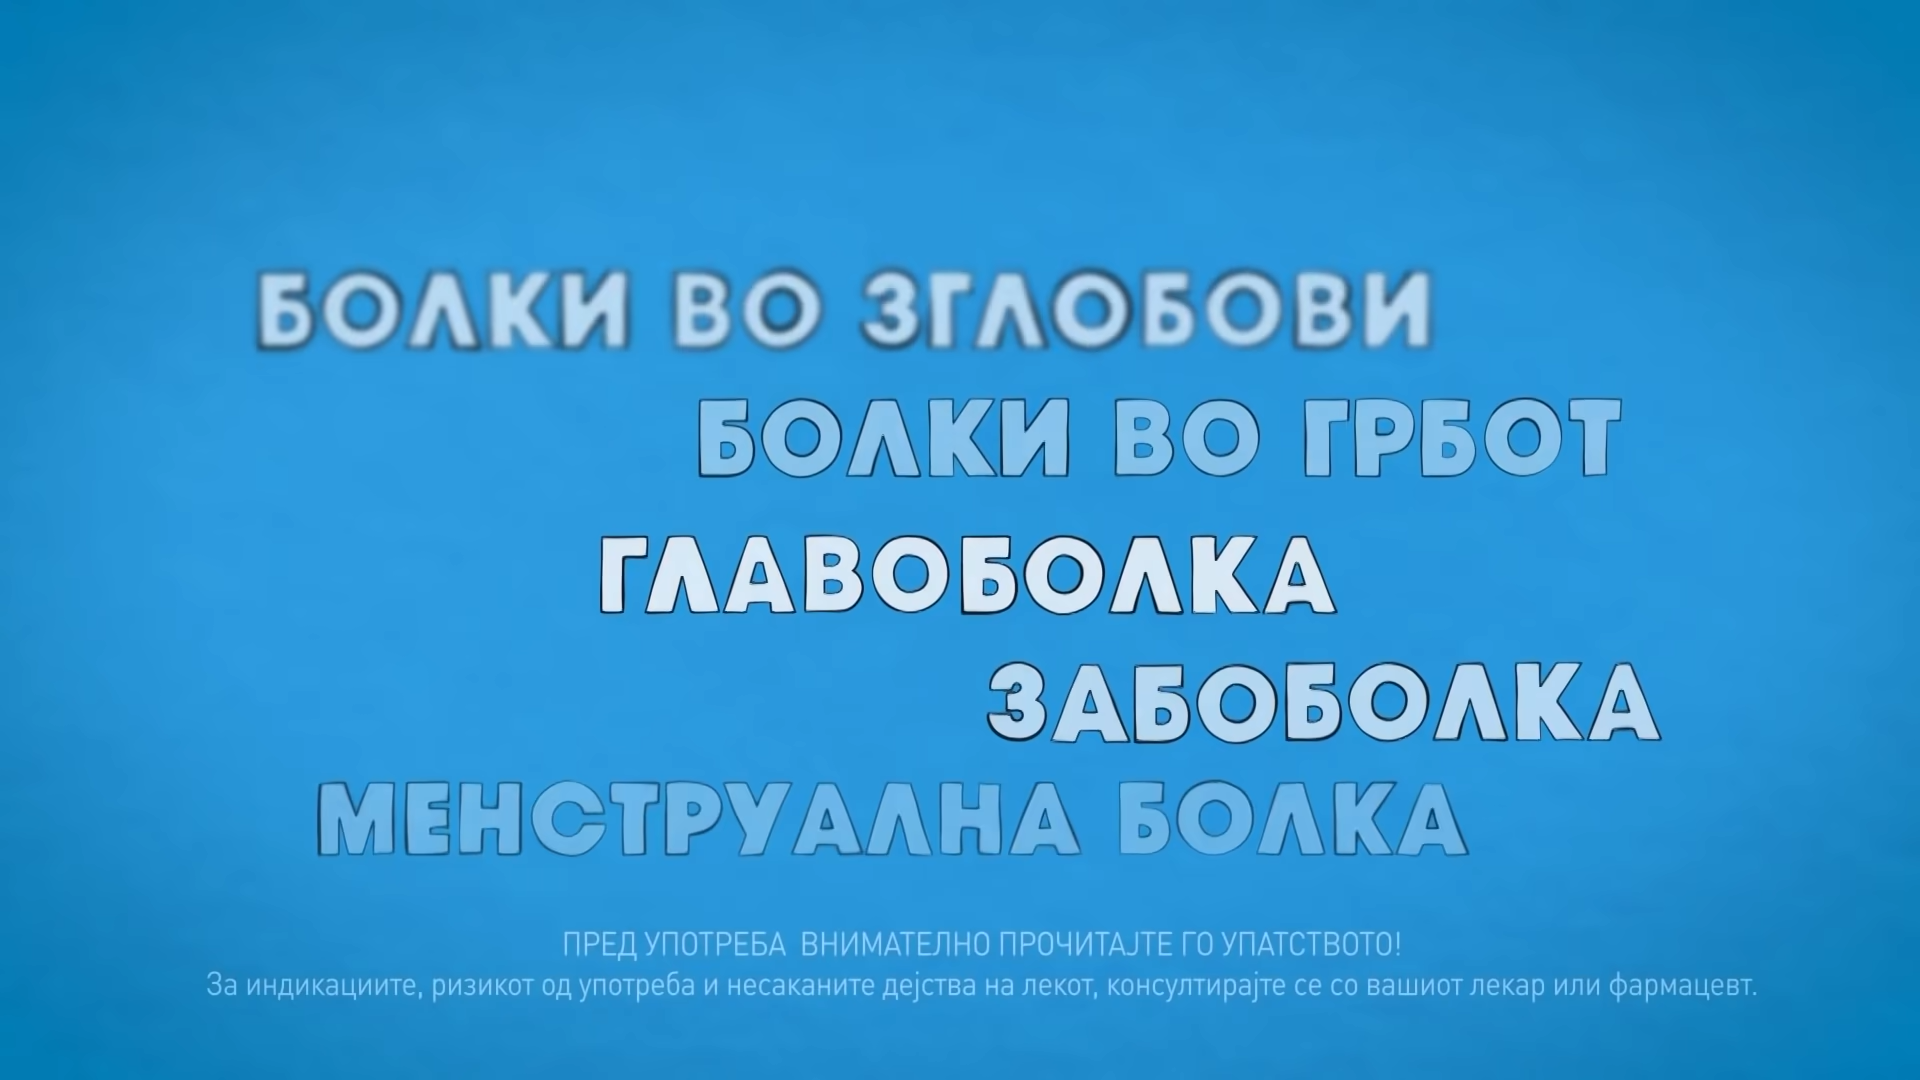 БОЛКИ ВО ЗГЛОБОВИ
БОЛКИ ВО ГРБОТ
ГЛАВОБОЛКА
ЗАБОБОЛКА
МЕНСТРУАЛНА БОЛКА
ПРЕД УПОТРЕБА ВНИМАТЕЛНО ПРОЧИТАЈТЕ ГО УПАТСТВОТО!
За индикациите, ризикот од употреба и несаканите дејства на лекот, консултирајте се со вашиот лекар или фармацевт.